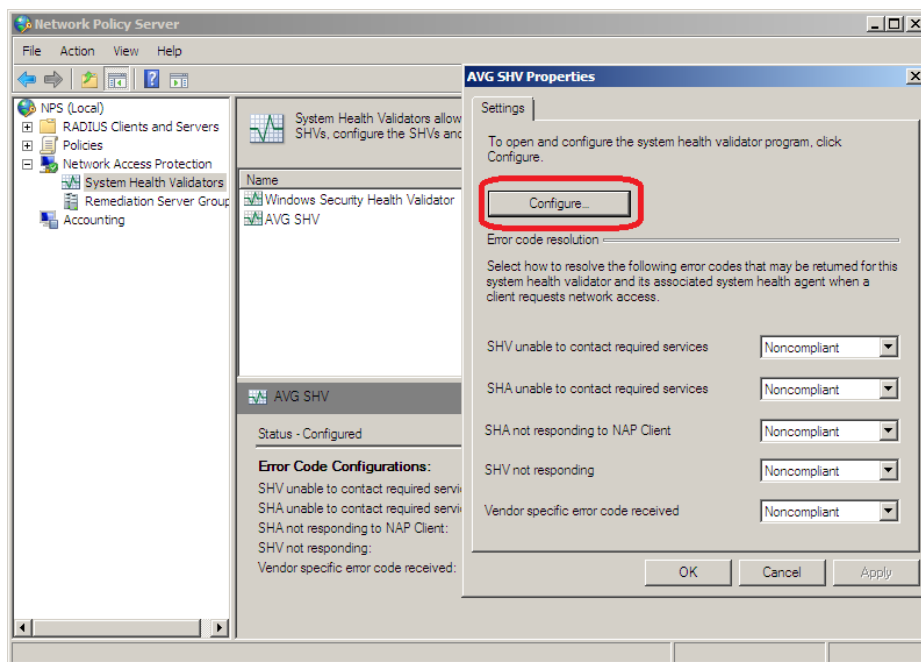 Network Policy Server
File Action View Help
NPS (Local)
RADIUS Clients and Servers
Policies
Network Access Protection
System Health Validators
Remediation Server Group
Accounting
System Health Validators allow
SHVs, configure the SHVs and
Name
Windows Security Health Validator
AVG SHV
AVG SHV
Status - Configured
Error Code Configurations:
SHV unable to contact required servi
SHA unable to contact required servi
SHA not responding to NAP Client:
SHV not responding:
Vendor specific error code received:
AVG SHV Properties
Settings
To open and configure the system health validator program, click
Configure.
Configure...
Error code resolution
Select how to resolve the following error codes that may be returned for this
system health validator and its associated system health agent when a
client requests network access.
SHV unable to contact required services Noncompliant
SHA unable to contact required services Noncompliant
SHA not responding to NAP Client Noncompliant
SHV not responding Noncompliant
Vendor specific error code received Noncompliant
OK Cancel Apply